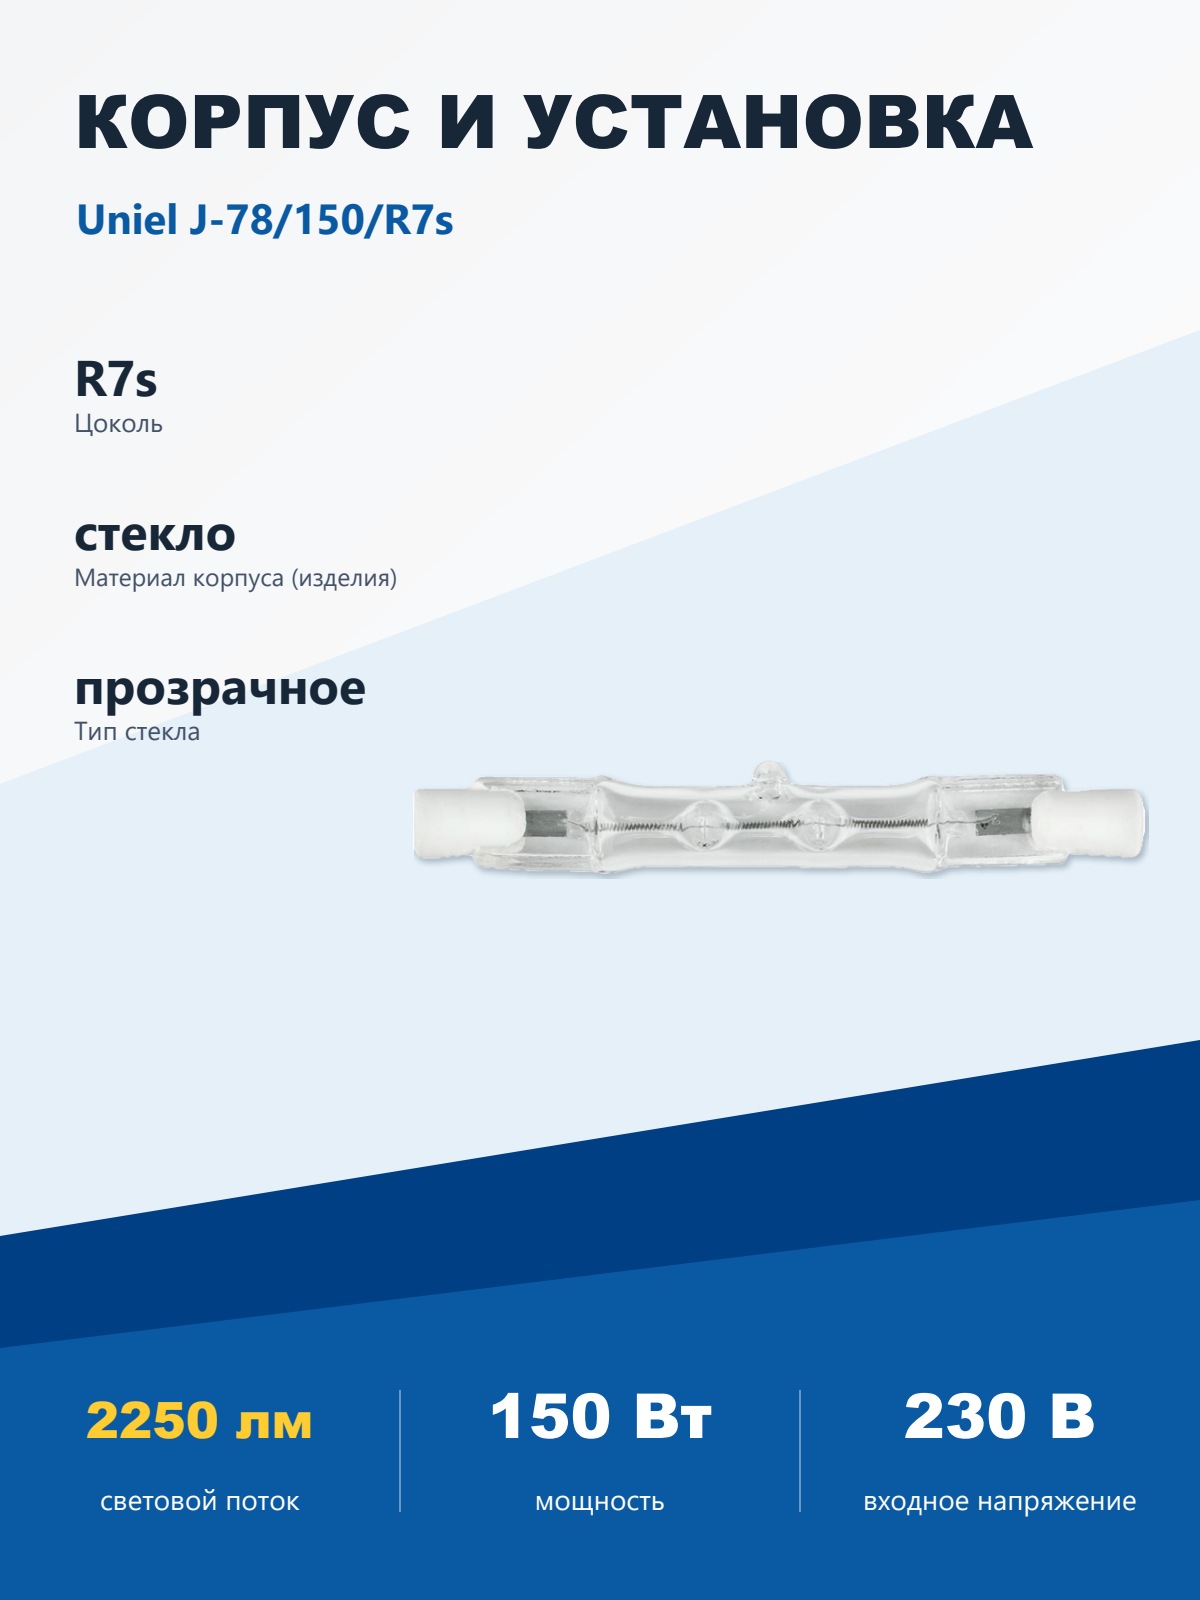 КОРПУС И УСТАНОВКА
Uniel J-78/150/R7s
R7s
Цоколь
стекло
Материал корпуса (изделия)
прозрачное
Тип стекла
2250 лм
световой поток
150 Вт
мощность
230 В
входное напряжение